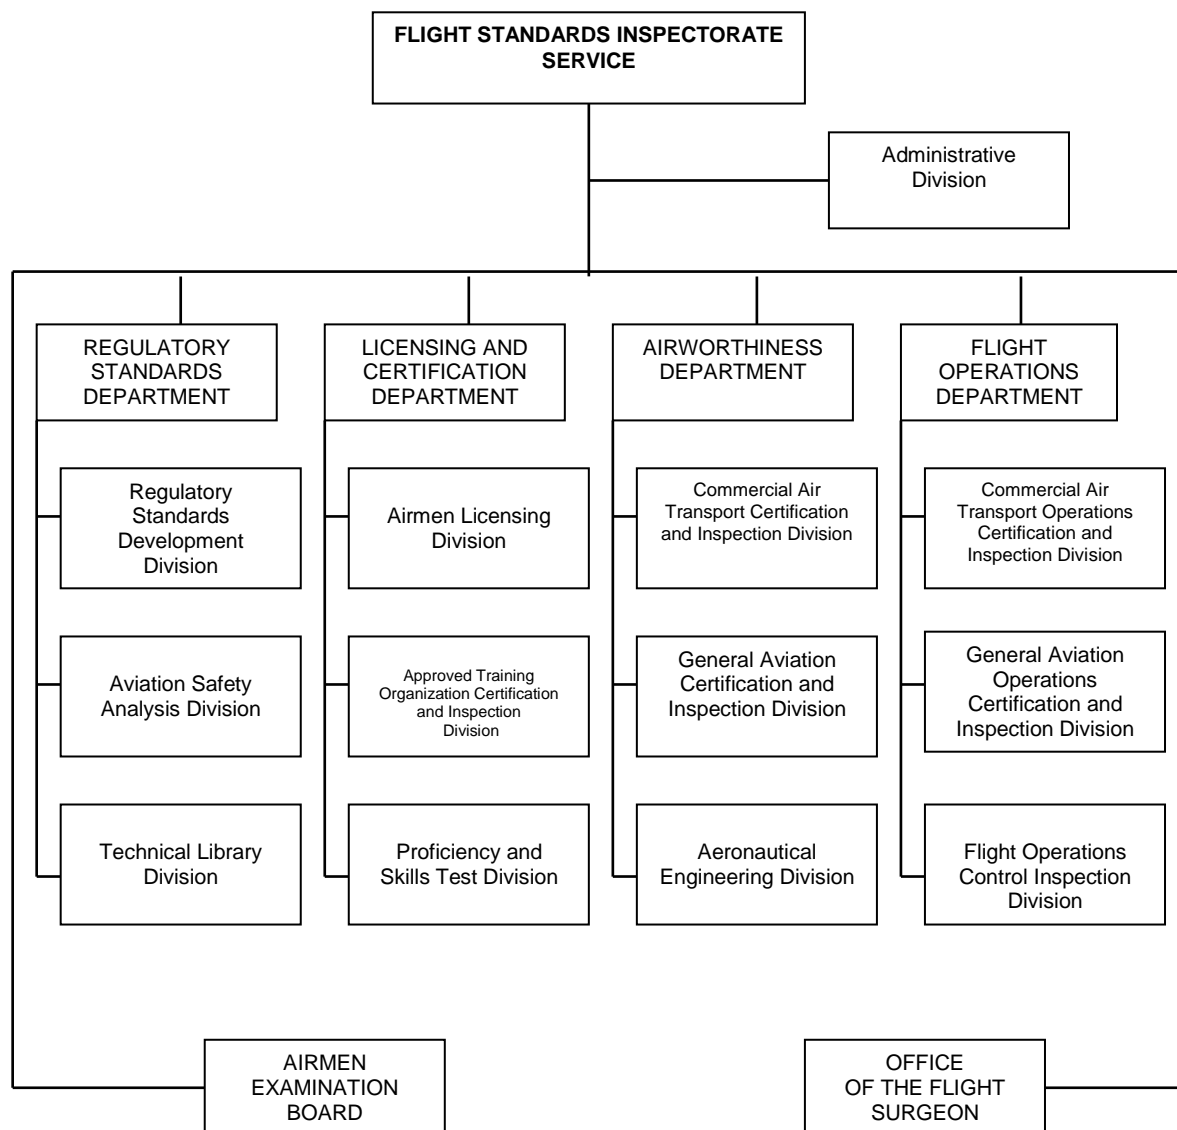 FLIGHT STANDARDS INSPECTORATE
SERVICE
Administrative
Division
REGULATORY
STANDARDS
DEPARTMENT
LICENSING AND
CERTIFICATION
DEPARTMENT
AIRWORTHINESS
DEPARTMENT
FLIGHT
OPERATIONS
DEPARTMENT
Regulatory
Standards
Development
Division
Airmen Licensing
Division
Commercial Air
Transport Certification
and Inspection Division
Commercial Air
Transport Operations
Certification and
Inspection Division
Aviation Safety
Analysis Division
Approved Training
Organization Certification
and Inspection
Division
General Aviation
Certification and
Inspection Division
General Aviation
Operations
Certification and
Inspection Division
Technical Library
Division
Proficiency and
Skills Test Division
Aeronautical
Engineering Division
Flight Operations
Control Inspection
Division
AIRMEN
EXAMINATION
BOARD
OFFICE
OF THE FLIGHT
SURGEON